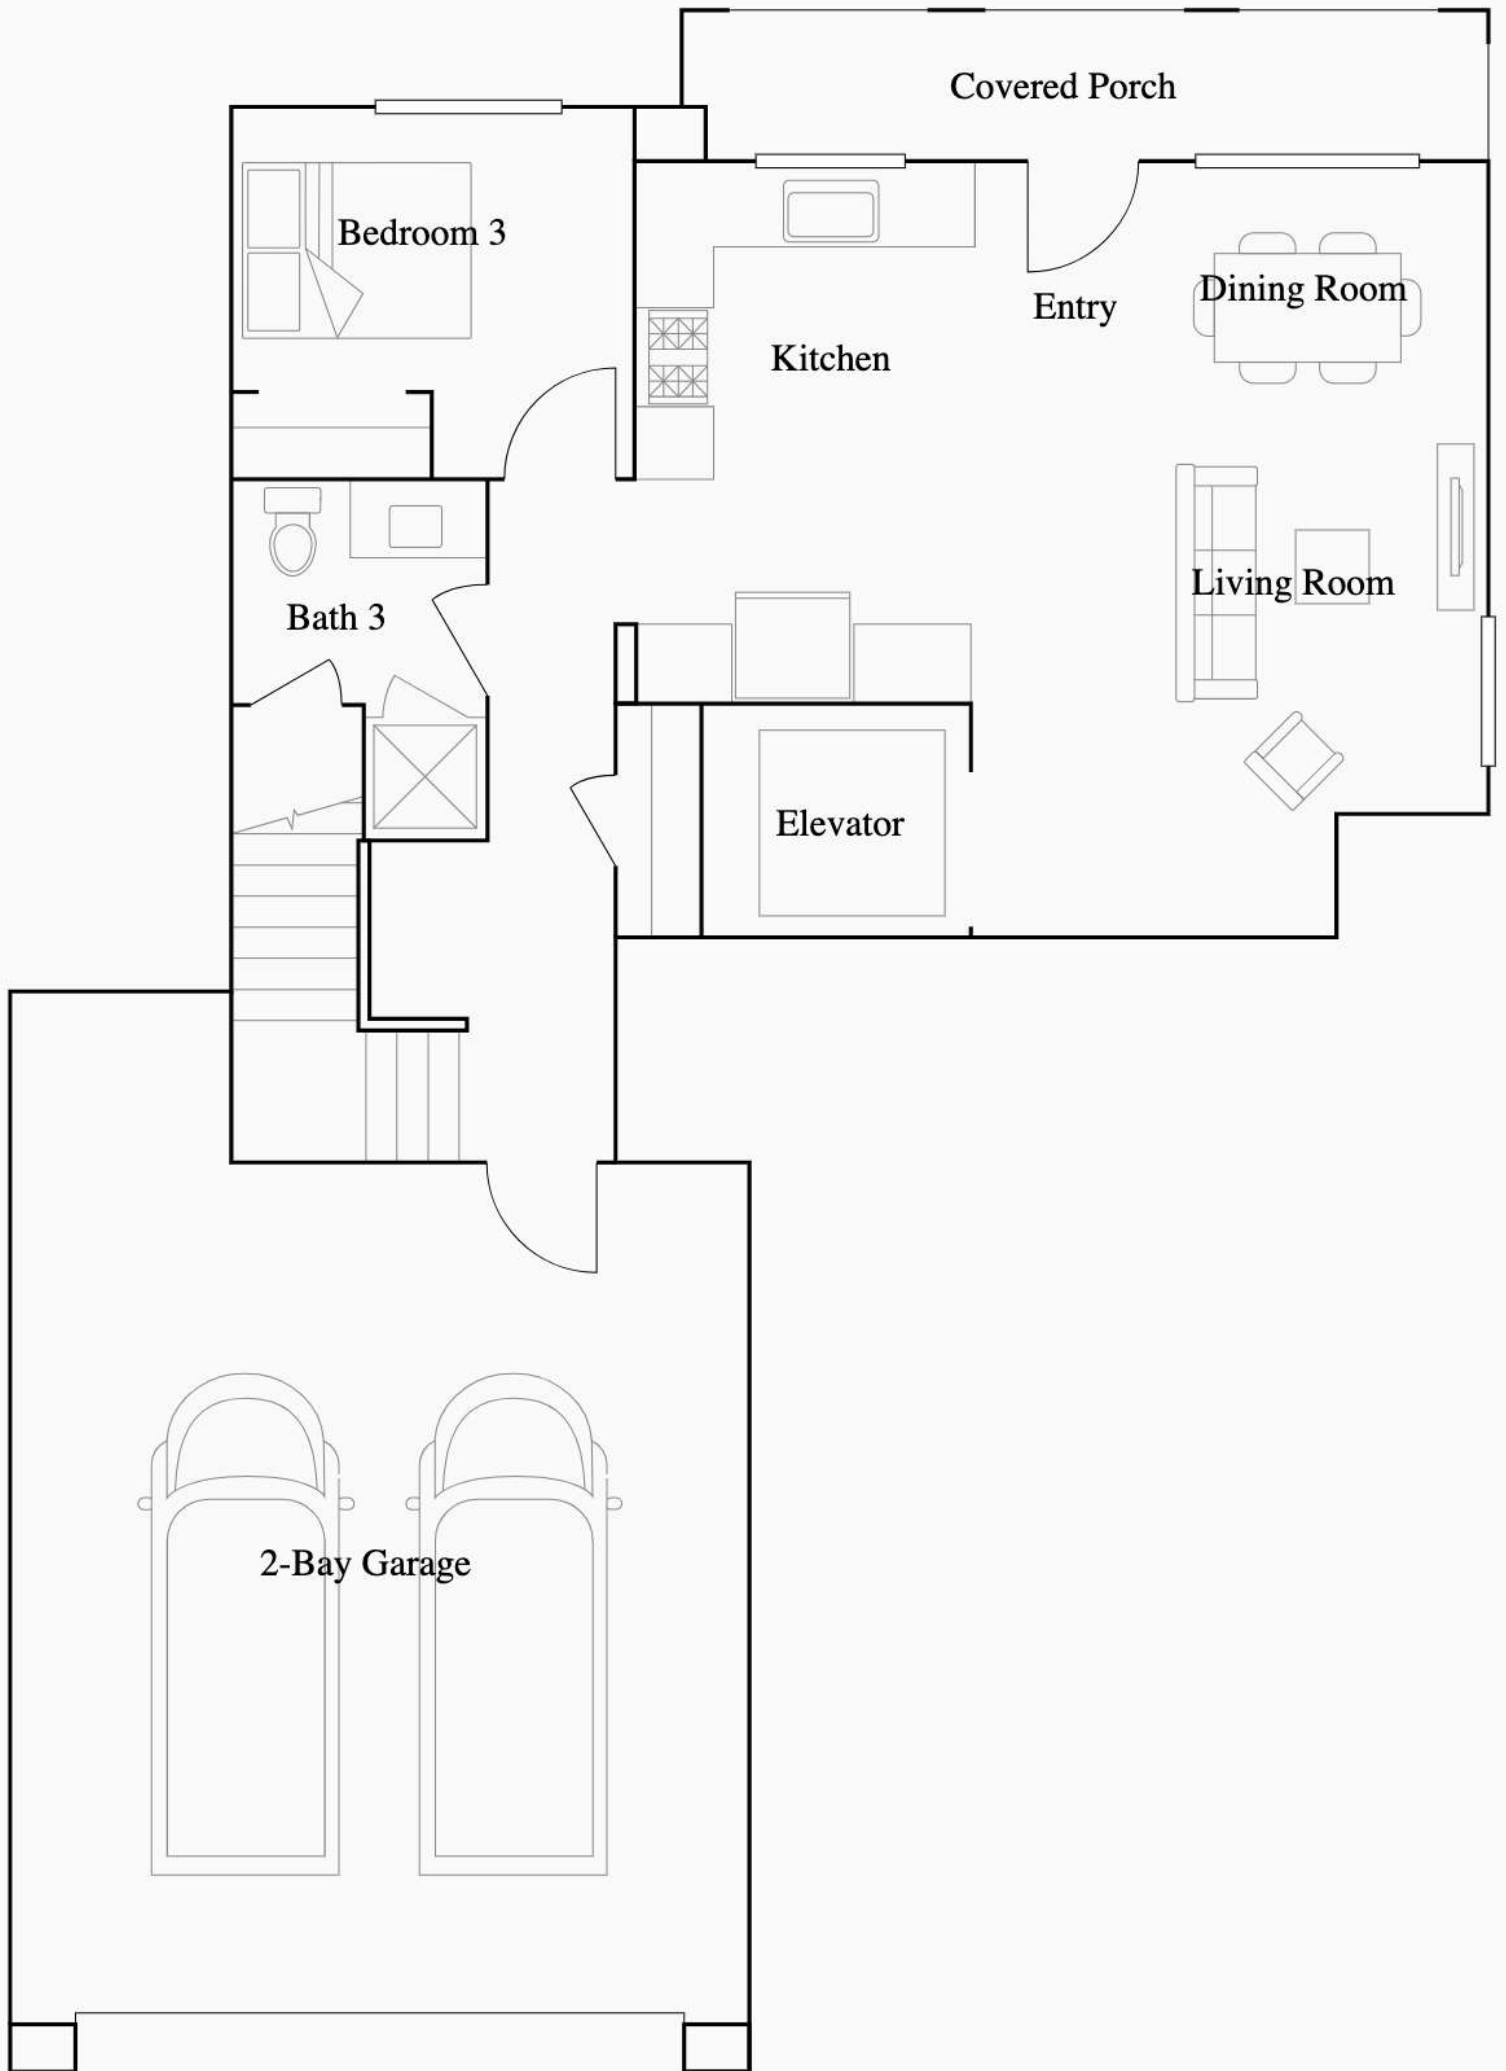 Covered Porch
Bedroom 3
Dining Room
Entry
Kitchen
Living Room
Bath 3
Elevator
2-Bay Garage